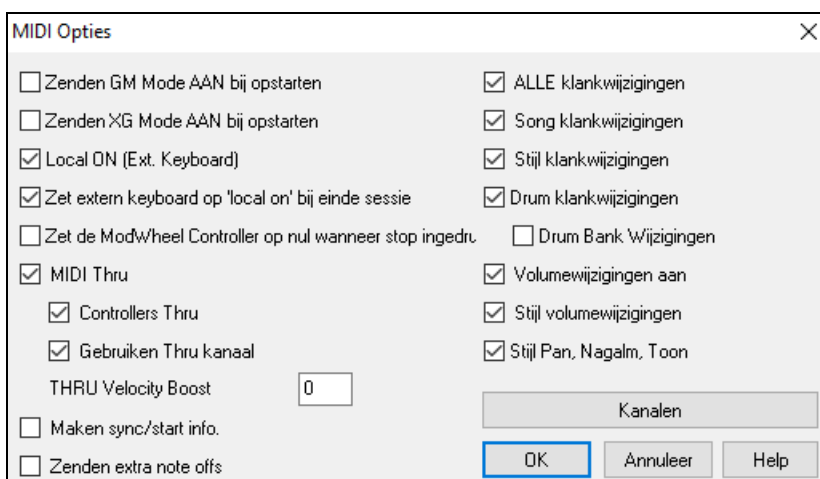 MIDI Opties
Zenden GM Mode AAN bij opstarten
Zenden XG Mode AAN bij opstarten
Local ON (Ext. Keyboard)
Zet extern keyboard op 'local on' bij einde sessie
Zet de ModWheel Controller op nul wanneer stop ingedru
MIDI Thru
Controllers Thru
Gebruiken Thru kanaal
THRU Velocity Boost 0
Maken sync/start info.
Zenden extra note offs
ALLE klankwijzigingen
Song klankwijzigingen
Stijl klankwijzigingen
Drum klankwijzigingen
Drum Bank Wijzigingen
Volumewijzigingen aan
Stijl volumewijzigingen
Stijl Pan, Nagalm, Toon
Kanalen
OK Annuleer Help